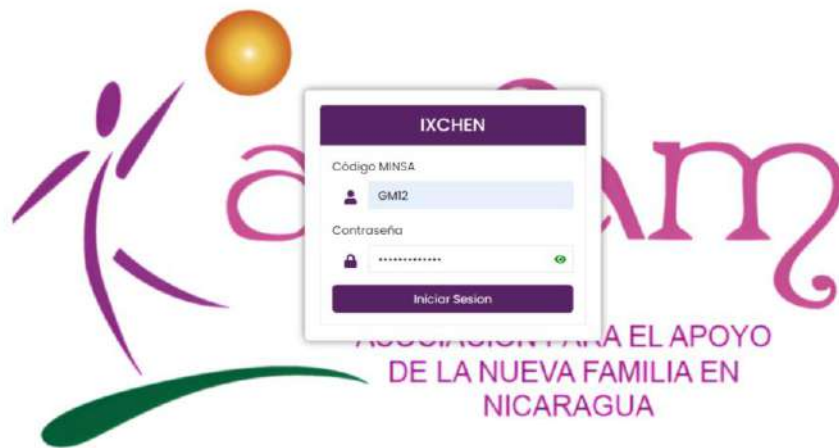 IXCHEN
Código MINSA
GM12
Contraseña
Iniciar Sesion
EL APOYO
DE LA NUEVA FAMILIA EN
NICARAGUA